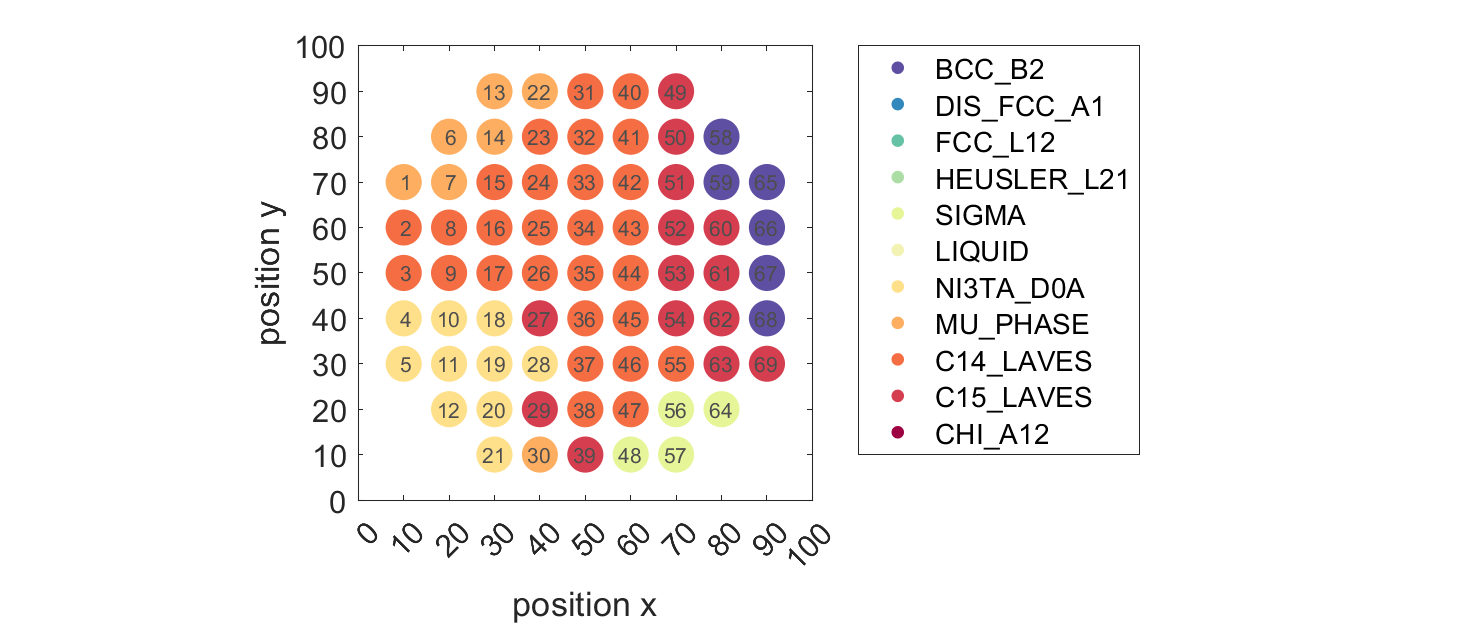 100
90
80
70
60
50
40
30
20
10
0
position y
13 22 31 40 49
6 14 23 32 41 50 58
1 7 15 24 33 42 51 59 65
2 8 16 25 34 43 52 60 66
3 9 17 26 35 44 53 61 67
4 10 18 27 36 45 54 62 68
5 11 19 28 37 46 55 63 69
12 20 29 38 47 56 64
21 30 39 48 57
0 10 20 30 40 50 60 70 80 90 100
position x
BCC_B2
DIS_FCC_A1
FCC_L12
HEUSLER_L21
SIGMA
LIQUID
NI3TA_D0A
MU_PHASE
C14_LAVES
C15_LAVES
CHI_A12